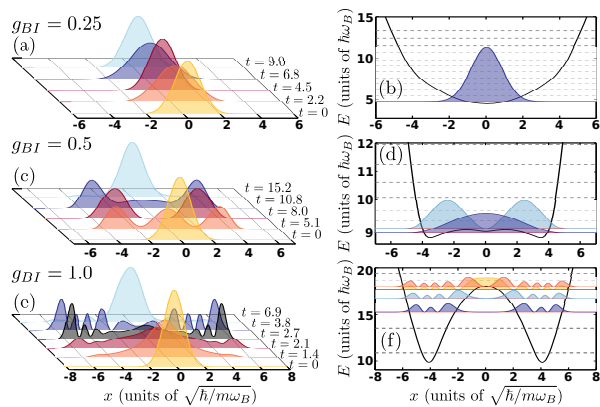 g_{BI} = 0.25
(a)
t = 9.0
t = 6.8
t = 4.5
t = 2.2
t = 0
-6 -4 -2 0 2 4 6
E (units of ħω_B)
15
10
5
(b)
-6 -4 -2 0 2 4 6
g_{BI} = 0.5
(c)
t = 15.2
t = 10.8
t = 8.0
t = 5.1
t = 0
-6 -4 -2 0 2 4 6
E (units of ħω_B)
12
11
10
9
(d)
-6 -4 -2 0 2 4 6
g_{BI} = 1.0
(e)
t = 6.9
t = 3.8
t = 2.7
t = 2.1
t = 1.4
t = 0
-8 -6 -4 -2 0 2 4 6 8
x (units of √ħ/mω_B)
E (units of ħω_B)
20
15
10
(f)
-8 -6 -4 -2 0 2 4 6 8
x (units of √ħ/mω_B)